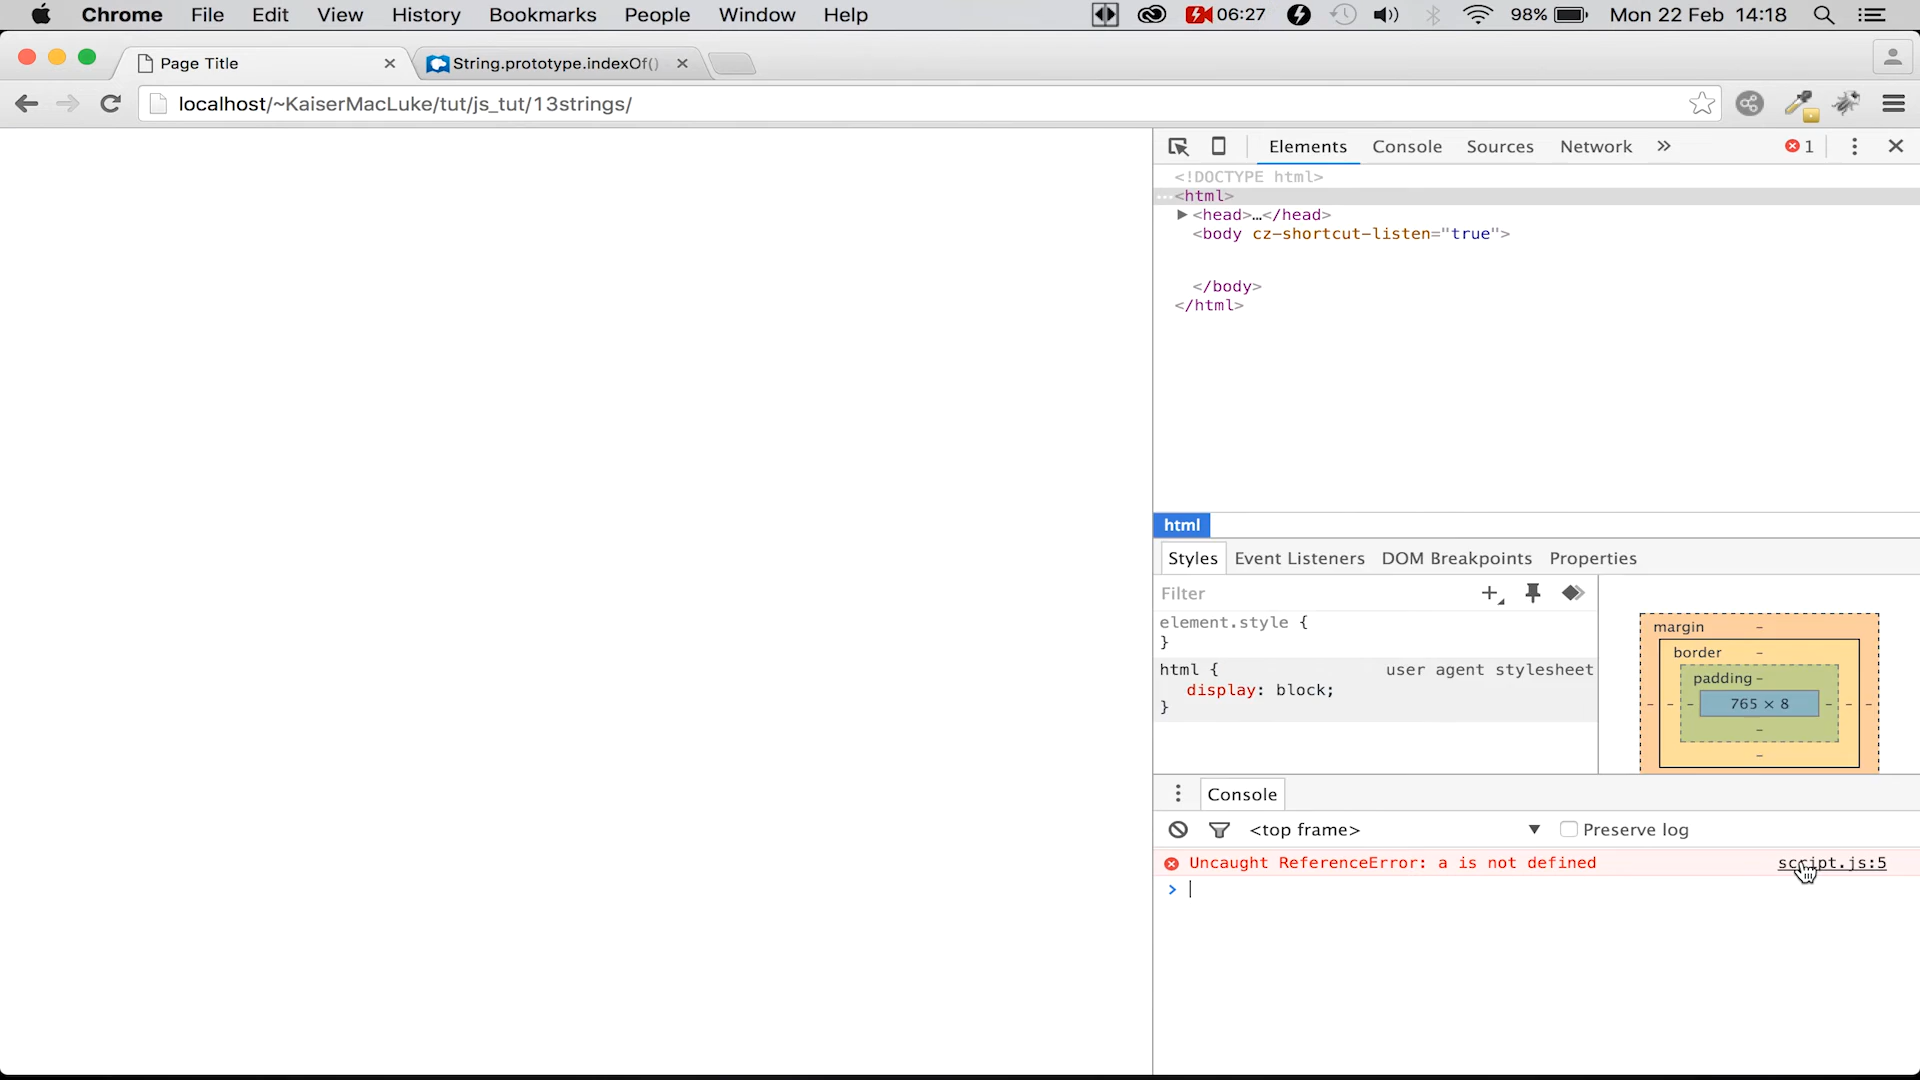 Chrome File Edit View History Bookmarks People Window Help 06:27 98% Mon 22 Feb 14:18
Page Title String.prototype.indexOf()
localhost/~KaiserMacLuke/tut/js_tut/13strings/
Elements Console Sources Network » 1
<!DOCTYPE html>
…<html>
<head>…</head>
<body cz-shortcut-listen="true">
</body>
</html>
html
Styles Event Listeners DOM Breakpoints Properties
Filter
element.style {
}
html { user agent stylesheet
display: block;
}
margin -
border -
padding -
- - - 765 × 8 - - -
-
-
Console
<top frame> Preserve log
Uncaught ReferenceError: a is not defined script.js:5
>